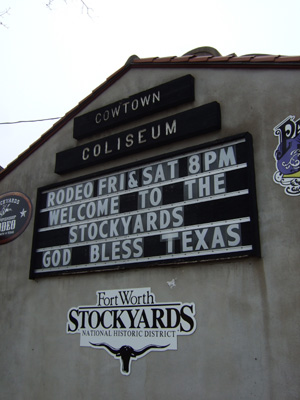 COWTOWN
COLISEUM
RODEO FRI & SAT 8PM
WELCOME TO THE
STOCKYARDS
GOD BLESS TEXAS
Fort Worth
STOCKYARDS
NATIONAL HISTORIC DISTRICT